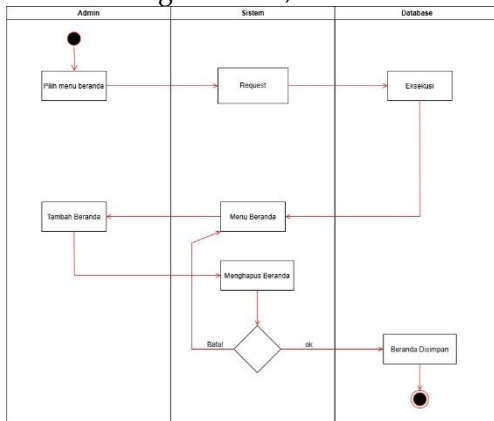 Admin Sistem Database
Pilih menu beranda Request Eksekusi
Tambah Beranda Menu Beranda
Menghapus Beranda
Batal ok Beranda Disimpan